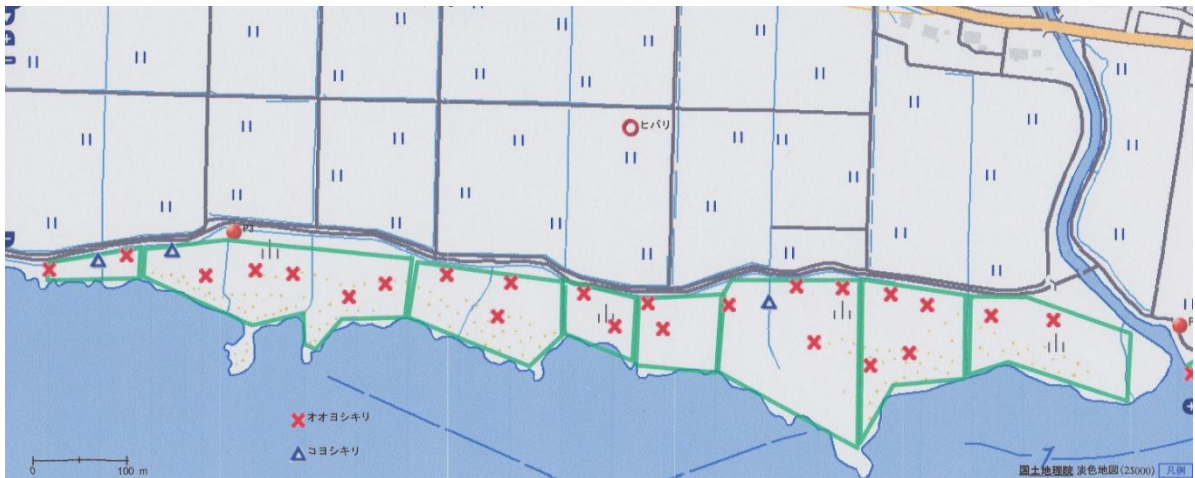 ヒバリ
P3
オオヨシキリ
コヨシキリ
0 100 m
国土地理院 淡色地図(25000) 凡例